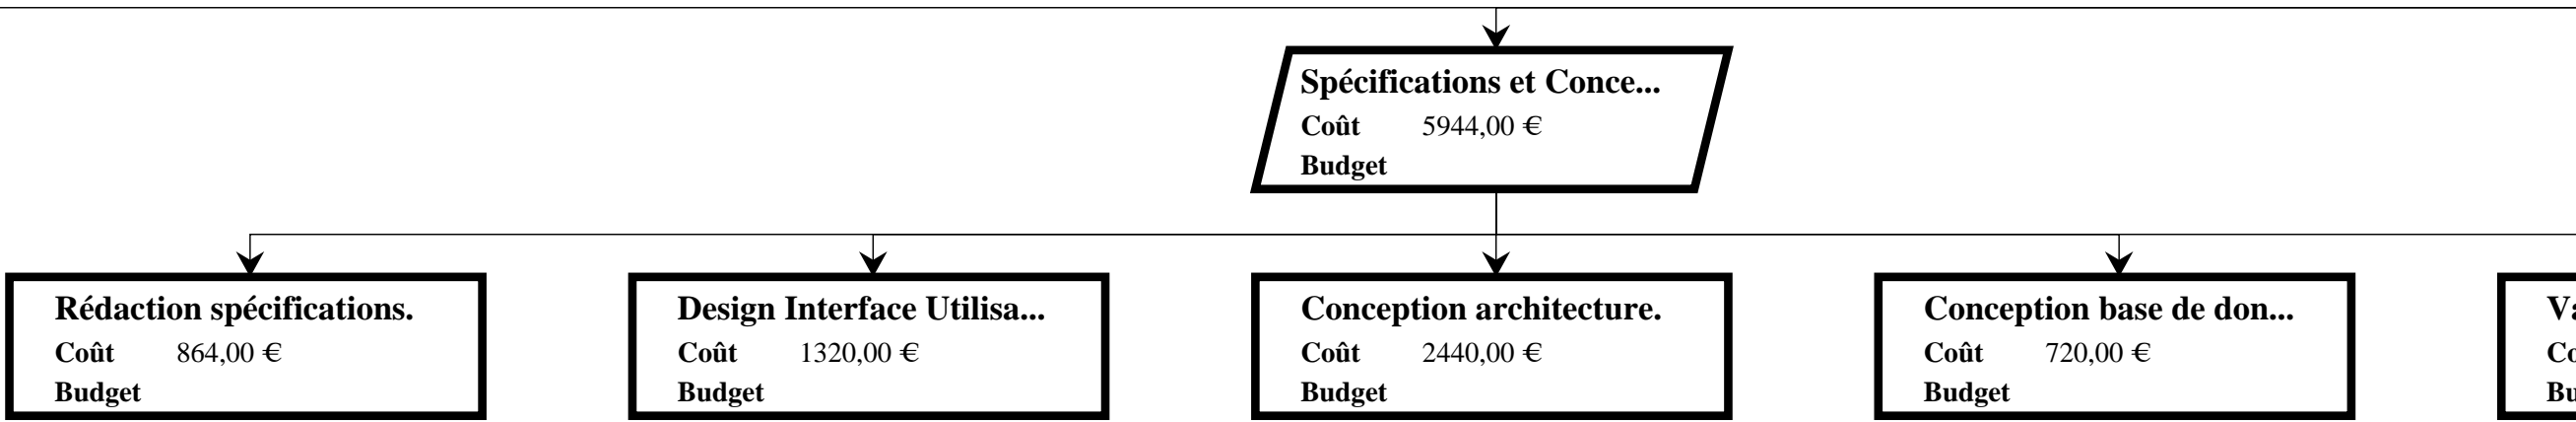 Spécifications et Conce...
Coût 5944,00 €
Budget
Rédaction spécifications.
Coût 864,00 €
Budget
Design Interface Utilisa...
Coût 1320,00 €
Budget
Conception architecture.
Coût 2440,00 €
Budget
Conception base de don...
Coût 720,00 €
Budget